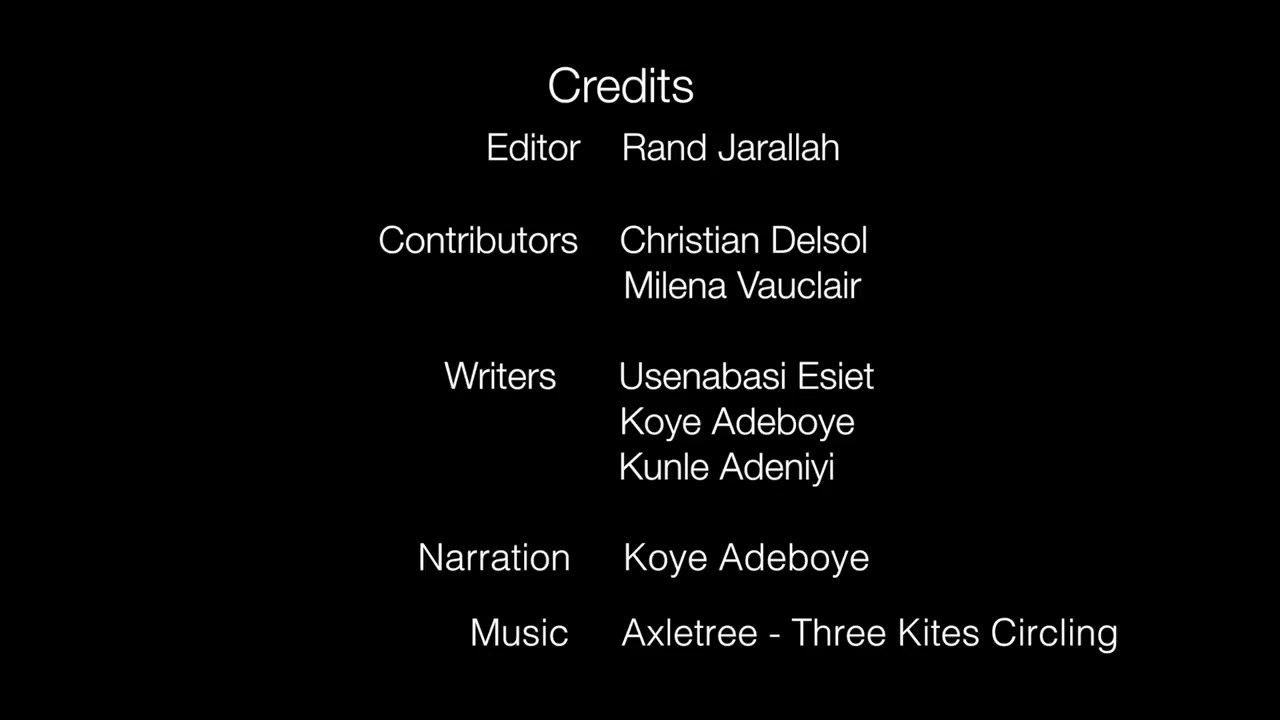 Credits
Editor Rand Jarallah
Contributors Christian Delsol
Milena Vauclair
Writers Usenabasi Esiet
Koye Adeboye
Kunle Adeniyi
Narration Koye Adeboye
Music Axletree - Three Kites Circling